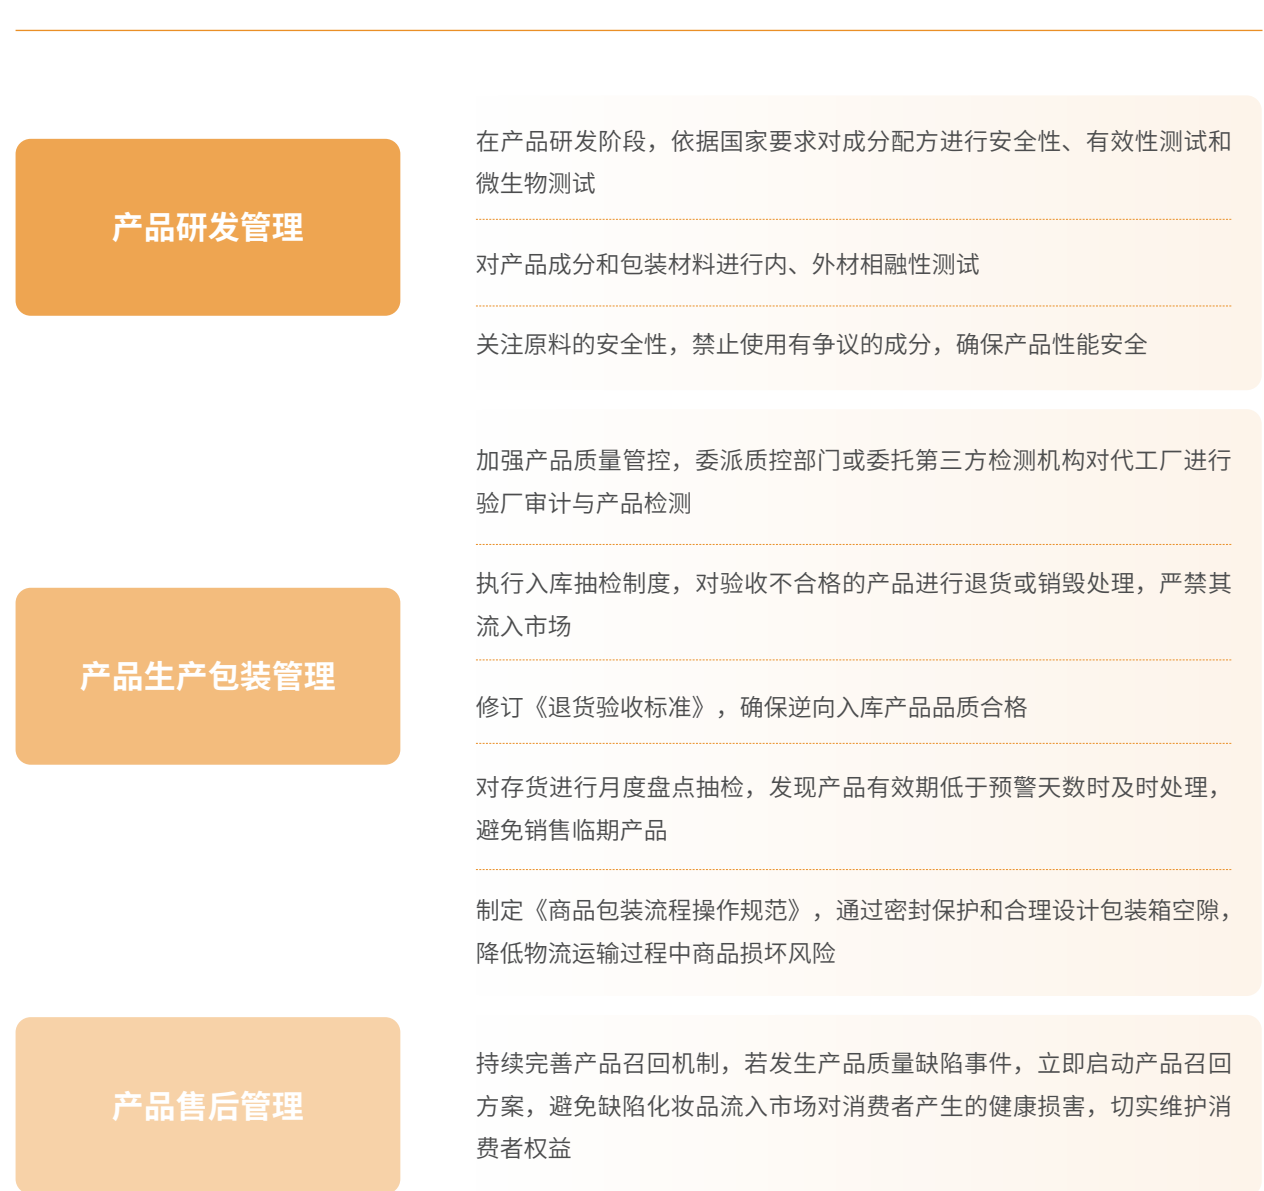 产品研发管理
在产品研发阶段，依据国家要求对成分配方进行安全性、有效性测试和
微生物测试
对产品成分和包装材料进行内、外材相融性测试
关注原料的安全性，禁止使用有争议的成分，确保产品性能安全
产品生产包装管理
加强产品质量管控，委派质控部门或委托第三方检测机构对代工厂进行
验厂审计与产品检测
执行入库抽检制度，对验收不合格的产品进行退货或销毁处理，严禁其
流入市场
修订《退货验收标准》，确保逆向入库产品品质合格
对存货进行月度盘点抽检，发现产品有效期低于预警天数时及时处理，
避免销售临期产品
制定《商品包装流程操作规范》，通过密封保护和合理设计包装箱空隙，
降低物流运输过程中商品损坏风险
产品售后管理
持续完善产品召回机制，若发生产品质量缺陷事件，立即启动产品召回
方案，避免缺陷化妆品流入市场对消费者产生的健康损害，切实维护消
费者权益